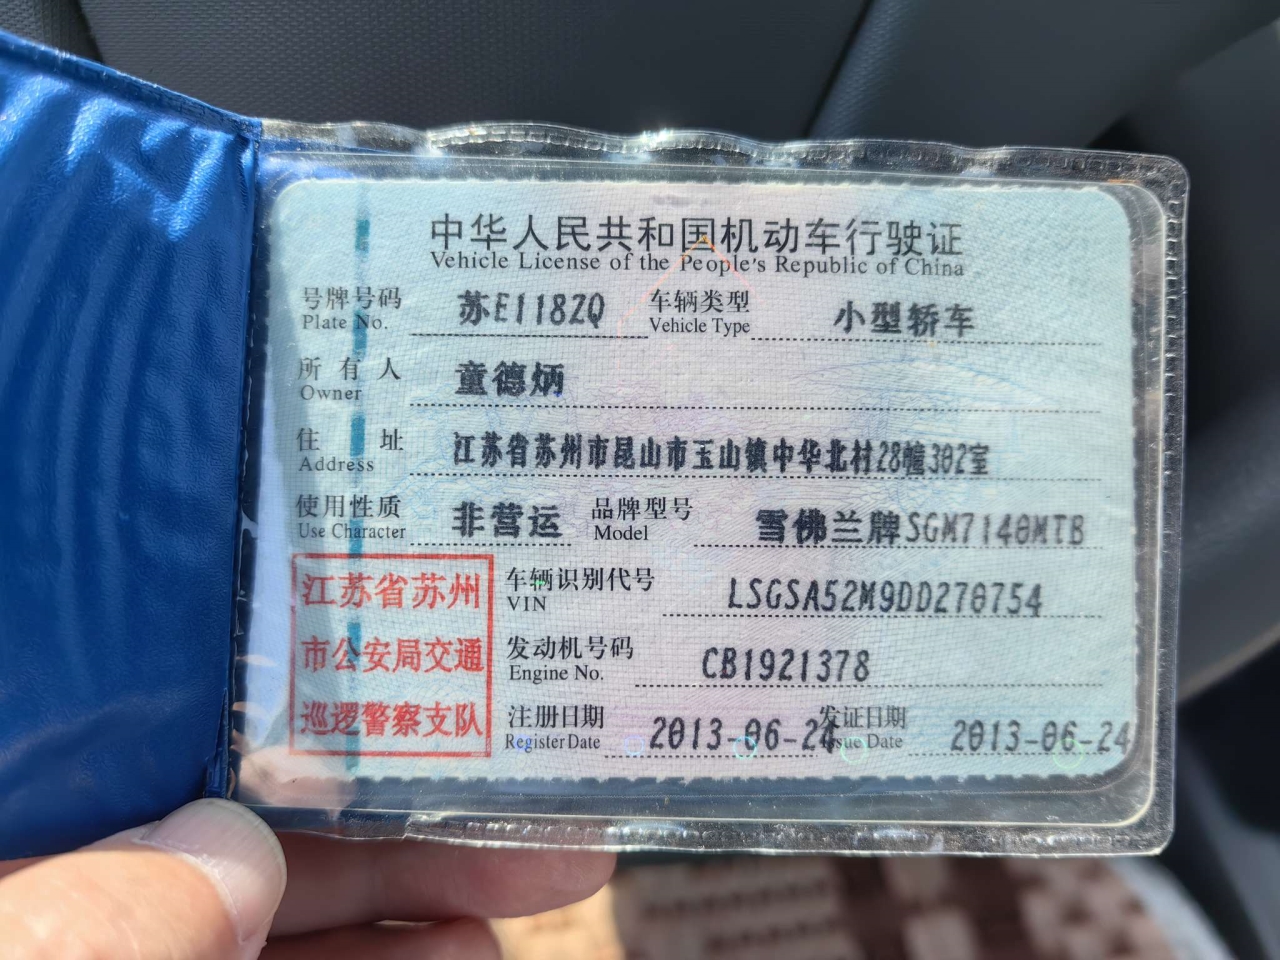 中华人民共和国机动车行驶证
Vehicle License of the People's Republic of China
号牌号码 苏E118ZQ 车辆类型 小型轿车
Plate No. Vehicle Type
所有人 童德炳
Owner
住址 江苏省苏州市昆山市玉山镇中华北村28幢302室
Address
使用性质 非营运 品牌型号 雪佛兰牌SGM7140MTB
Use Character Model
江苏省苏州
市公安局交通
巡逻警察支队
车辆识别代号 LSGSA52M9DD270754
VIN
发动机号码 CB1921378
Engine No.
注册日期 2013-06-24 发证日期 2013-06-24
Register Date Issue Date